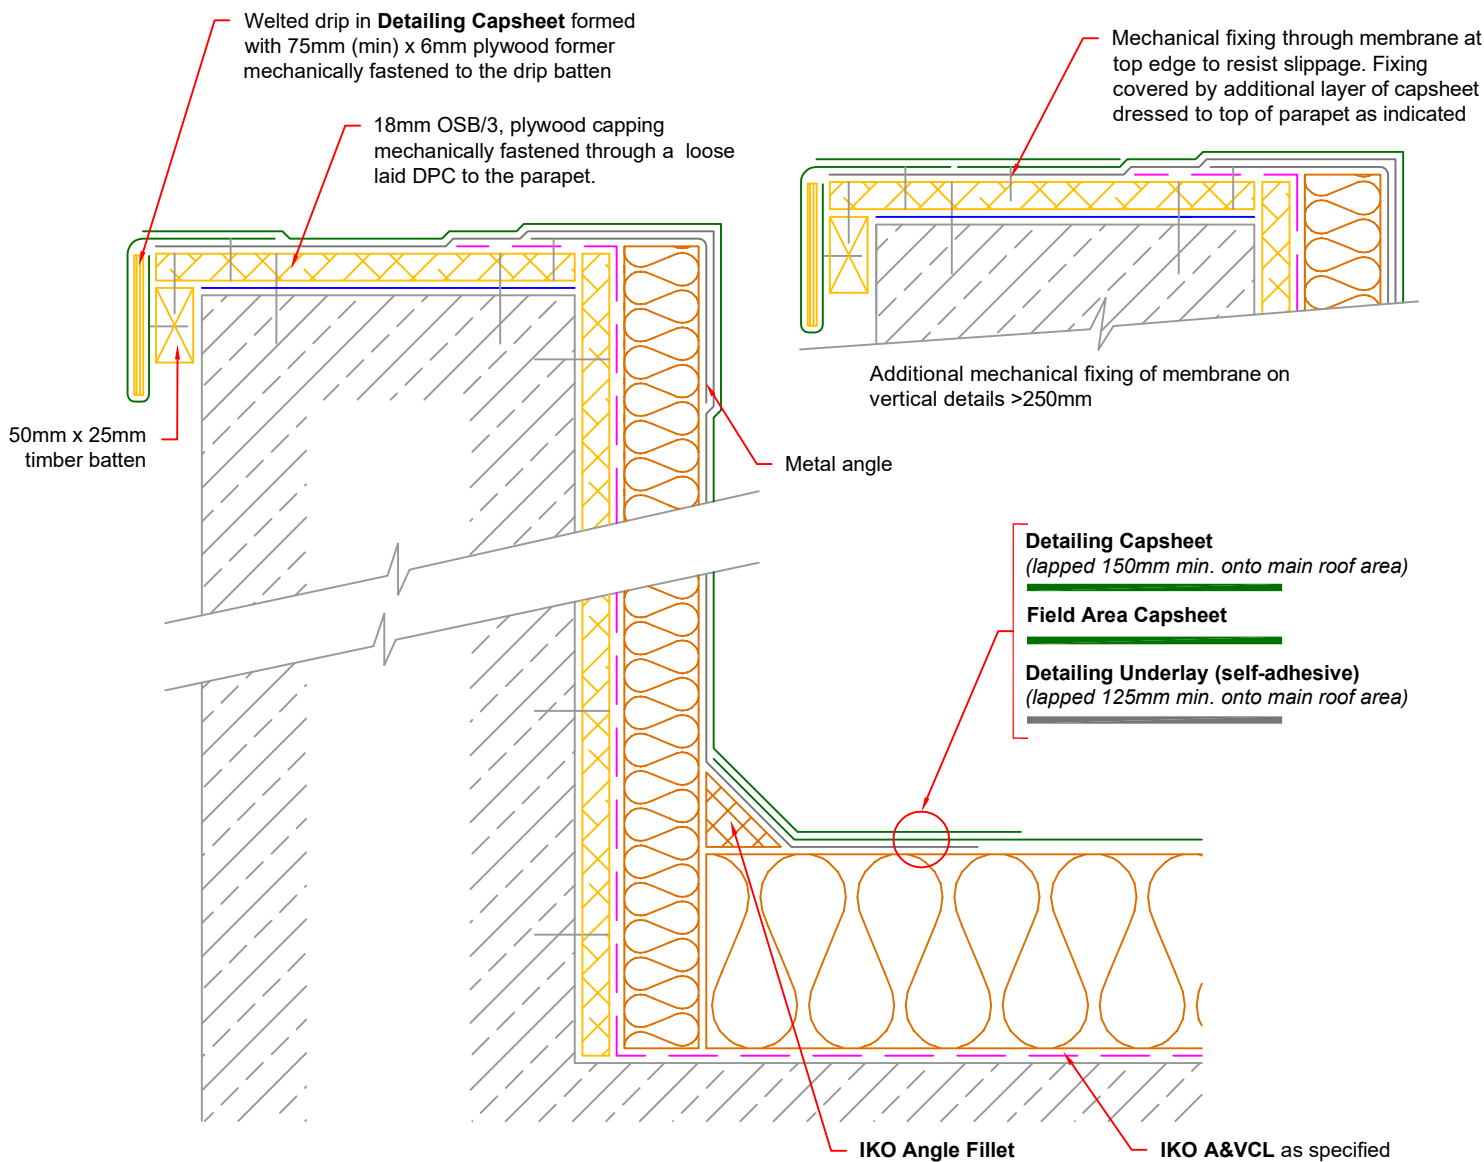 Welted drip in Detailing Capsheet formed
with 75mm (min) x 6mm plywood former
mechanically fastened to the drip batten
18mm OSB/3, plywood capping
mechanically fastened through a loose
laid DPC to the parapet.
Mechanical fixing through membrane at
top edge to resist slippage. Fixing
covered by additional layer of capsheet
dressed to top of parapet as indicated
Additional mechanical fixing of membrane on
vertical details >250mm
50mm x 25mm
timber batten
Metal angle
Detailing Capsheet
(lapped 150mm min. onto main roof area)
Field Area Capsheet
Detailing Underlay (self-adhesive)
(lapped 125mm min. onto main roof area)
IKO Angle Fillet
IKO A&VCL as specified